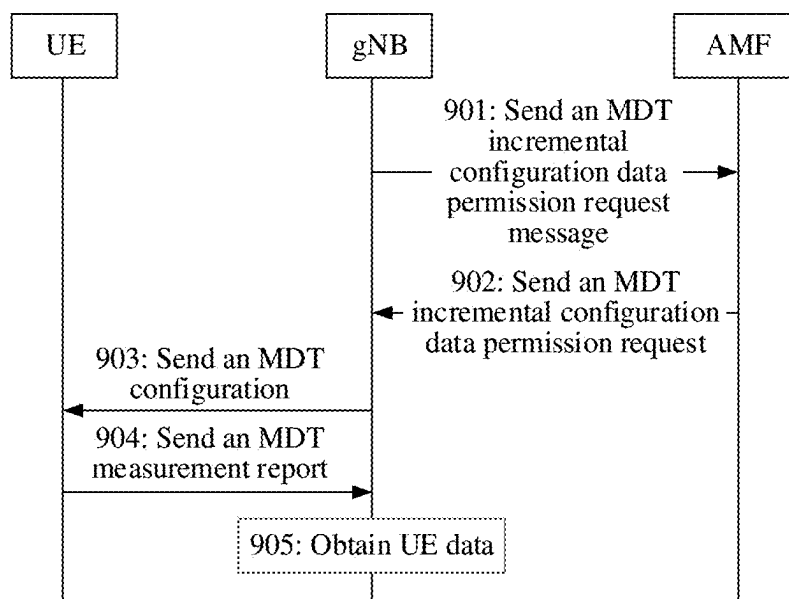 UE
gNB
AMF
901: Send an MDT
incremental
configuration data
permission request
message
902: Send an MDT
incremental configuration
data permission request
903: Send an MDT
configuration
904: Send an MDT
measurement report
905: Obtain UE data